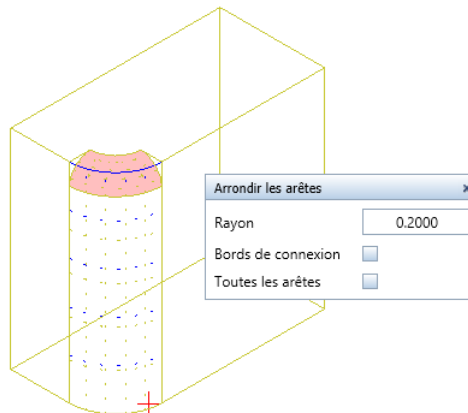 Arrondir les arêtes
Rayon 0.2000
Bords de connexion
Toutes les arêtes